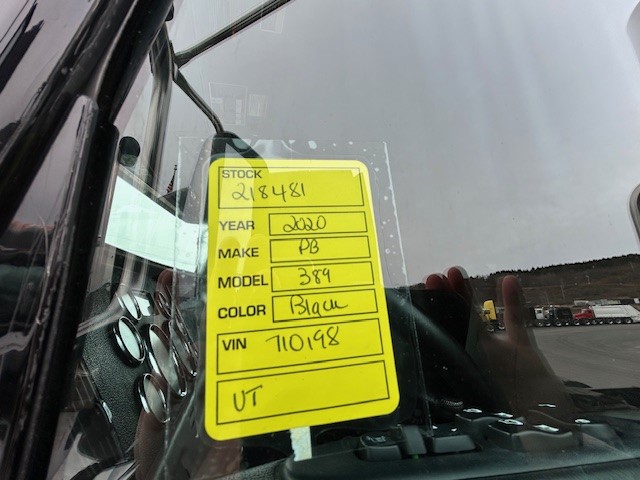 STOCK
218481
YEAR 2020
MAKE PB
MODEL 389
COLOR Black
VIN 710198
UT